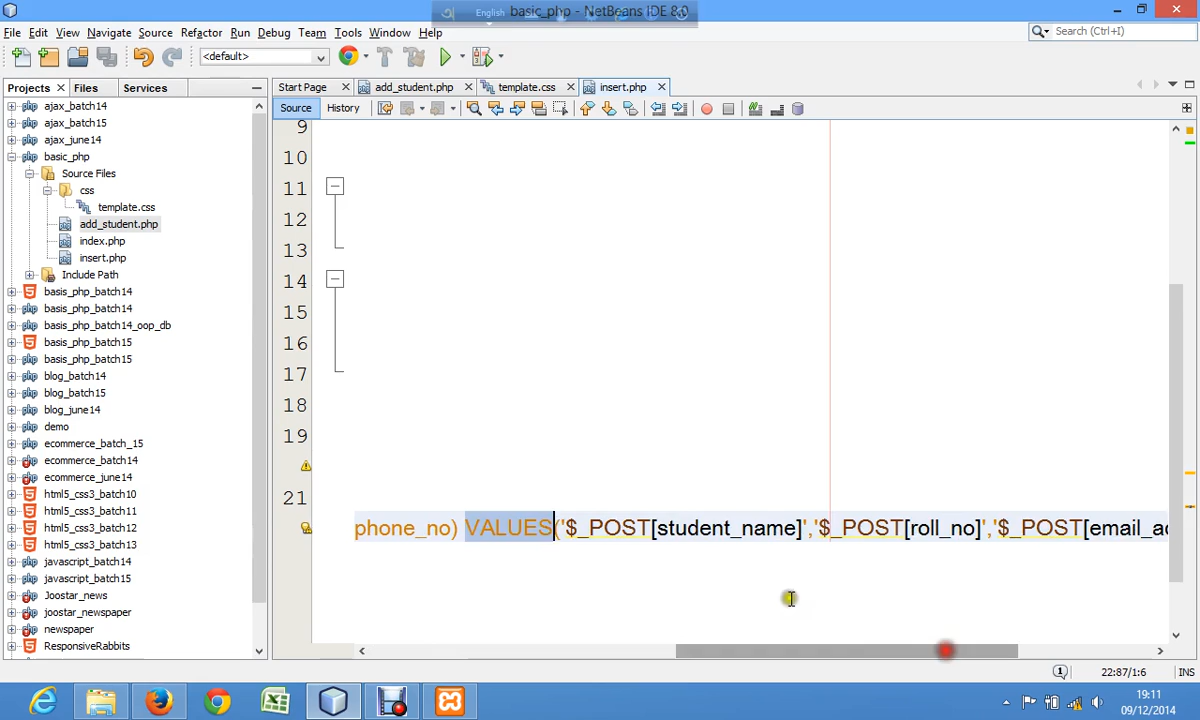 English basic_php - NetBeans IDE 8.0
File Edit View Navigate Source Refactor Run Debug Team Tools Window Help
Search (Ctrl+I)
<default>
Projects Files Services
Start Page add_student.php template.css insert.php
Source History
ajax_batch14
ajax_batch15
ajax_june14
basic_php
Source Files
css
template.css
add_student.php
index.php
insert.php
Include Path
basis_php_batch14
basis_php_batch14
basis_php_batch14_oop_db
basis_php_batch15
basis_php_batch15
blog_batch14
blog_batch15
blog_june14
demo
ecommerce_batch_15
ecommerce_batch14
ecommerce_june14
html5_css3_batch10
html5_css3_batch11
html5_css3_batch12
html5_css3_batch13
html5_css3_batch14
javascript_batch14
javascript_batch15
Joostar_news
joostar_newspaper
newspaper
ResponsiveRabbits
9
10
11
12
13
14
15
16
17
18
19
21
phone_no) VALUES('$_POST[student_name]','$_POST[roll_no]','$_POST[email_ad
22:87/1:6 INS
19:11
09/12/2014